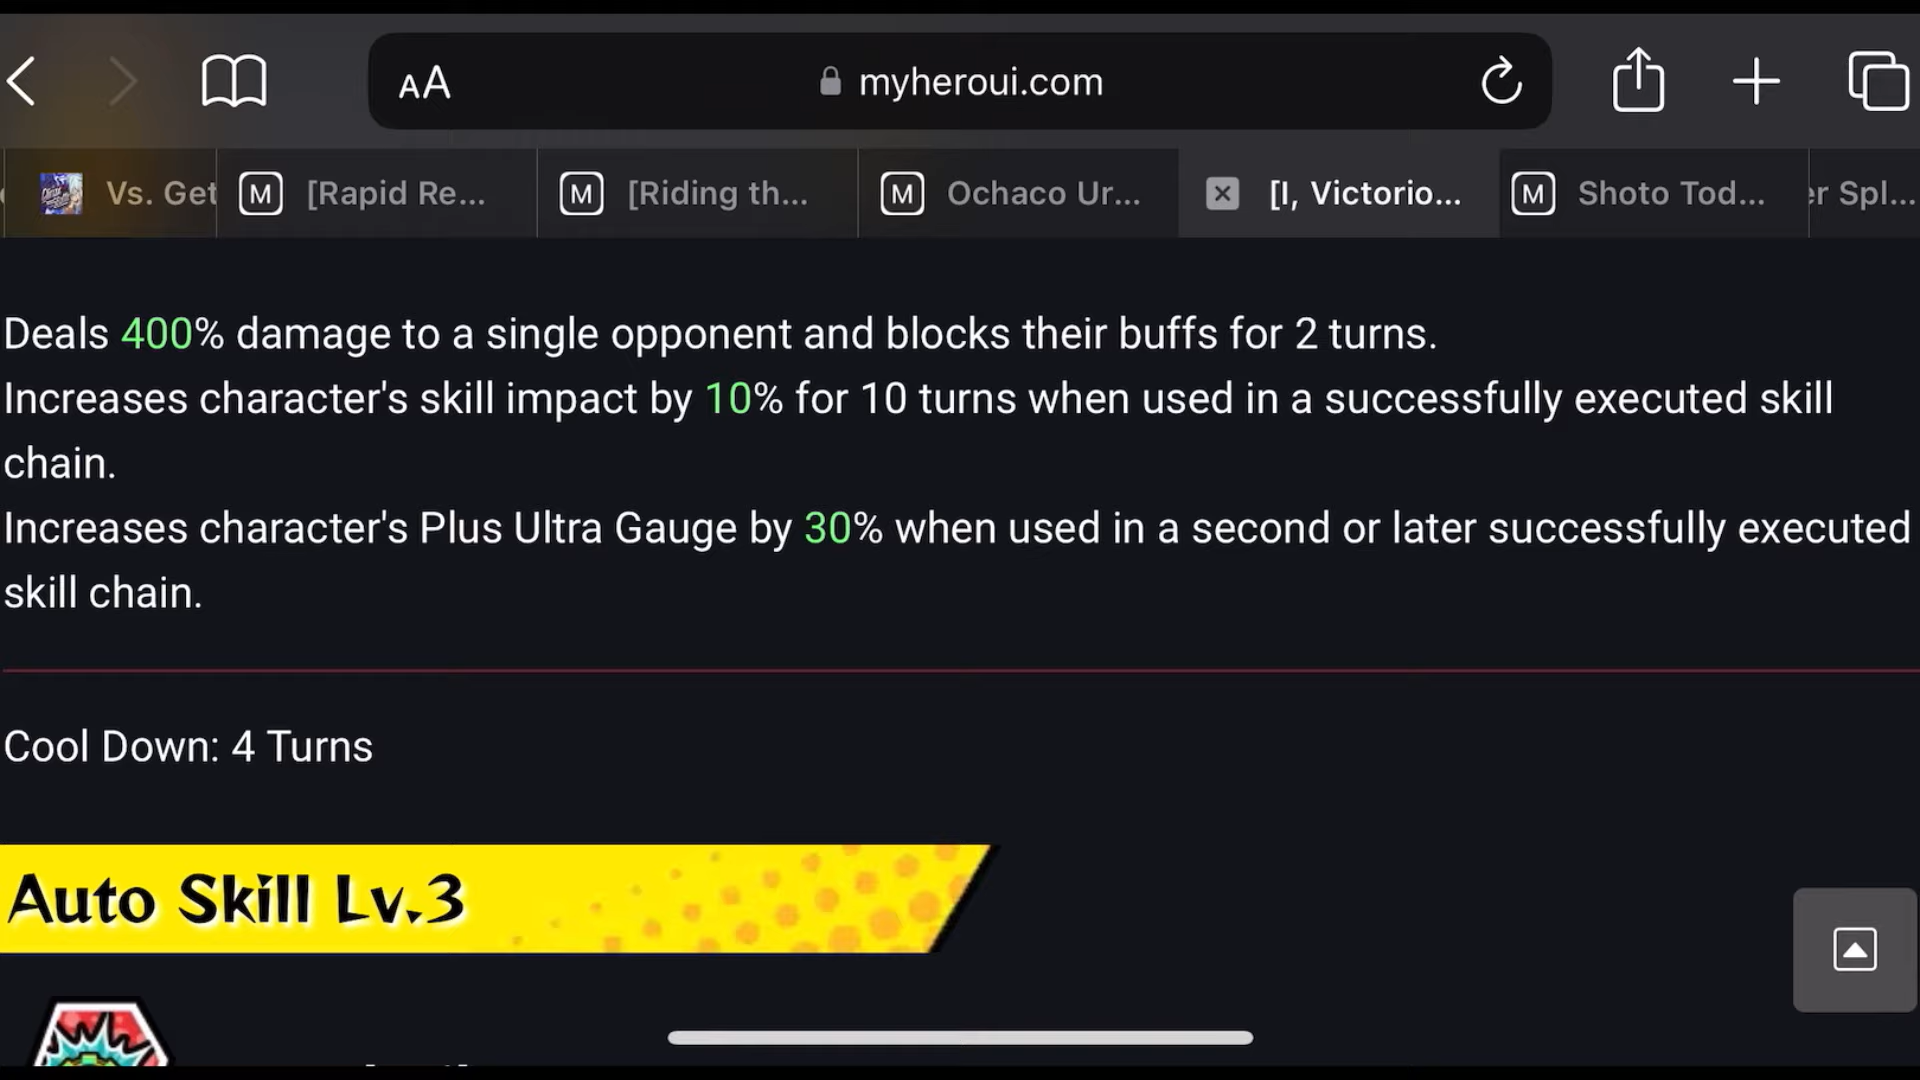 AA myheroui.com
Vs. Get M [Rapid Re... M [Riding th... M Ochaco Ur... [I, Victorio... M Shoto Tod... er Spl...
Deals 400% damage to a single opponent and blocks their buffs for 2 turns.
Increases character's skill impact by 10% for 10 turns when used in a successfully executed skill
chain.
Increases character's Plus Ultra Gauge by 30% when used in a second or later successfully executed
skill chain.
Cool Down: 4 Turns
Auto Skill Lv.3